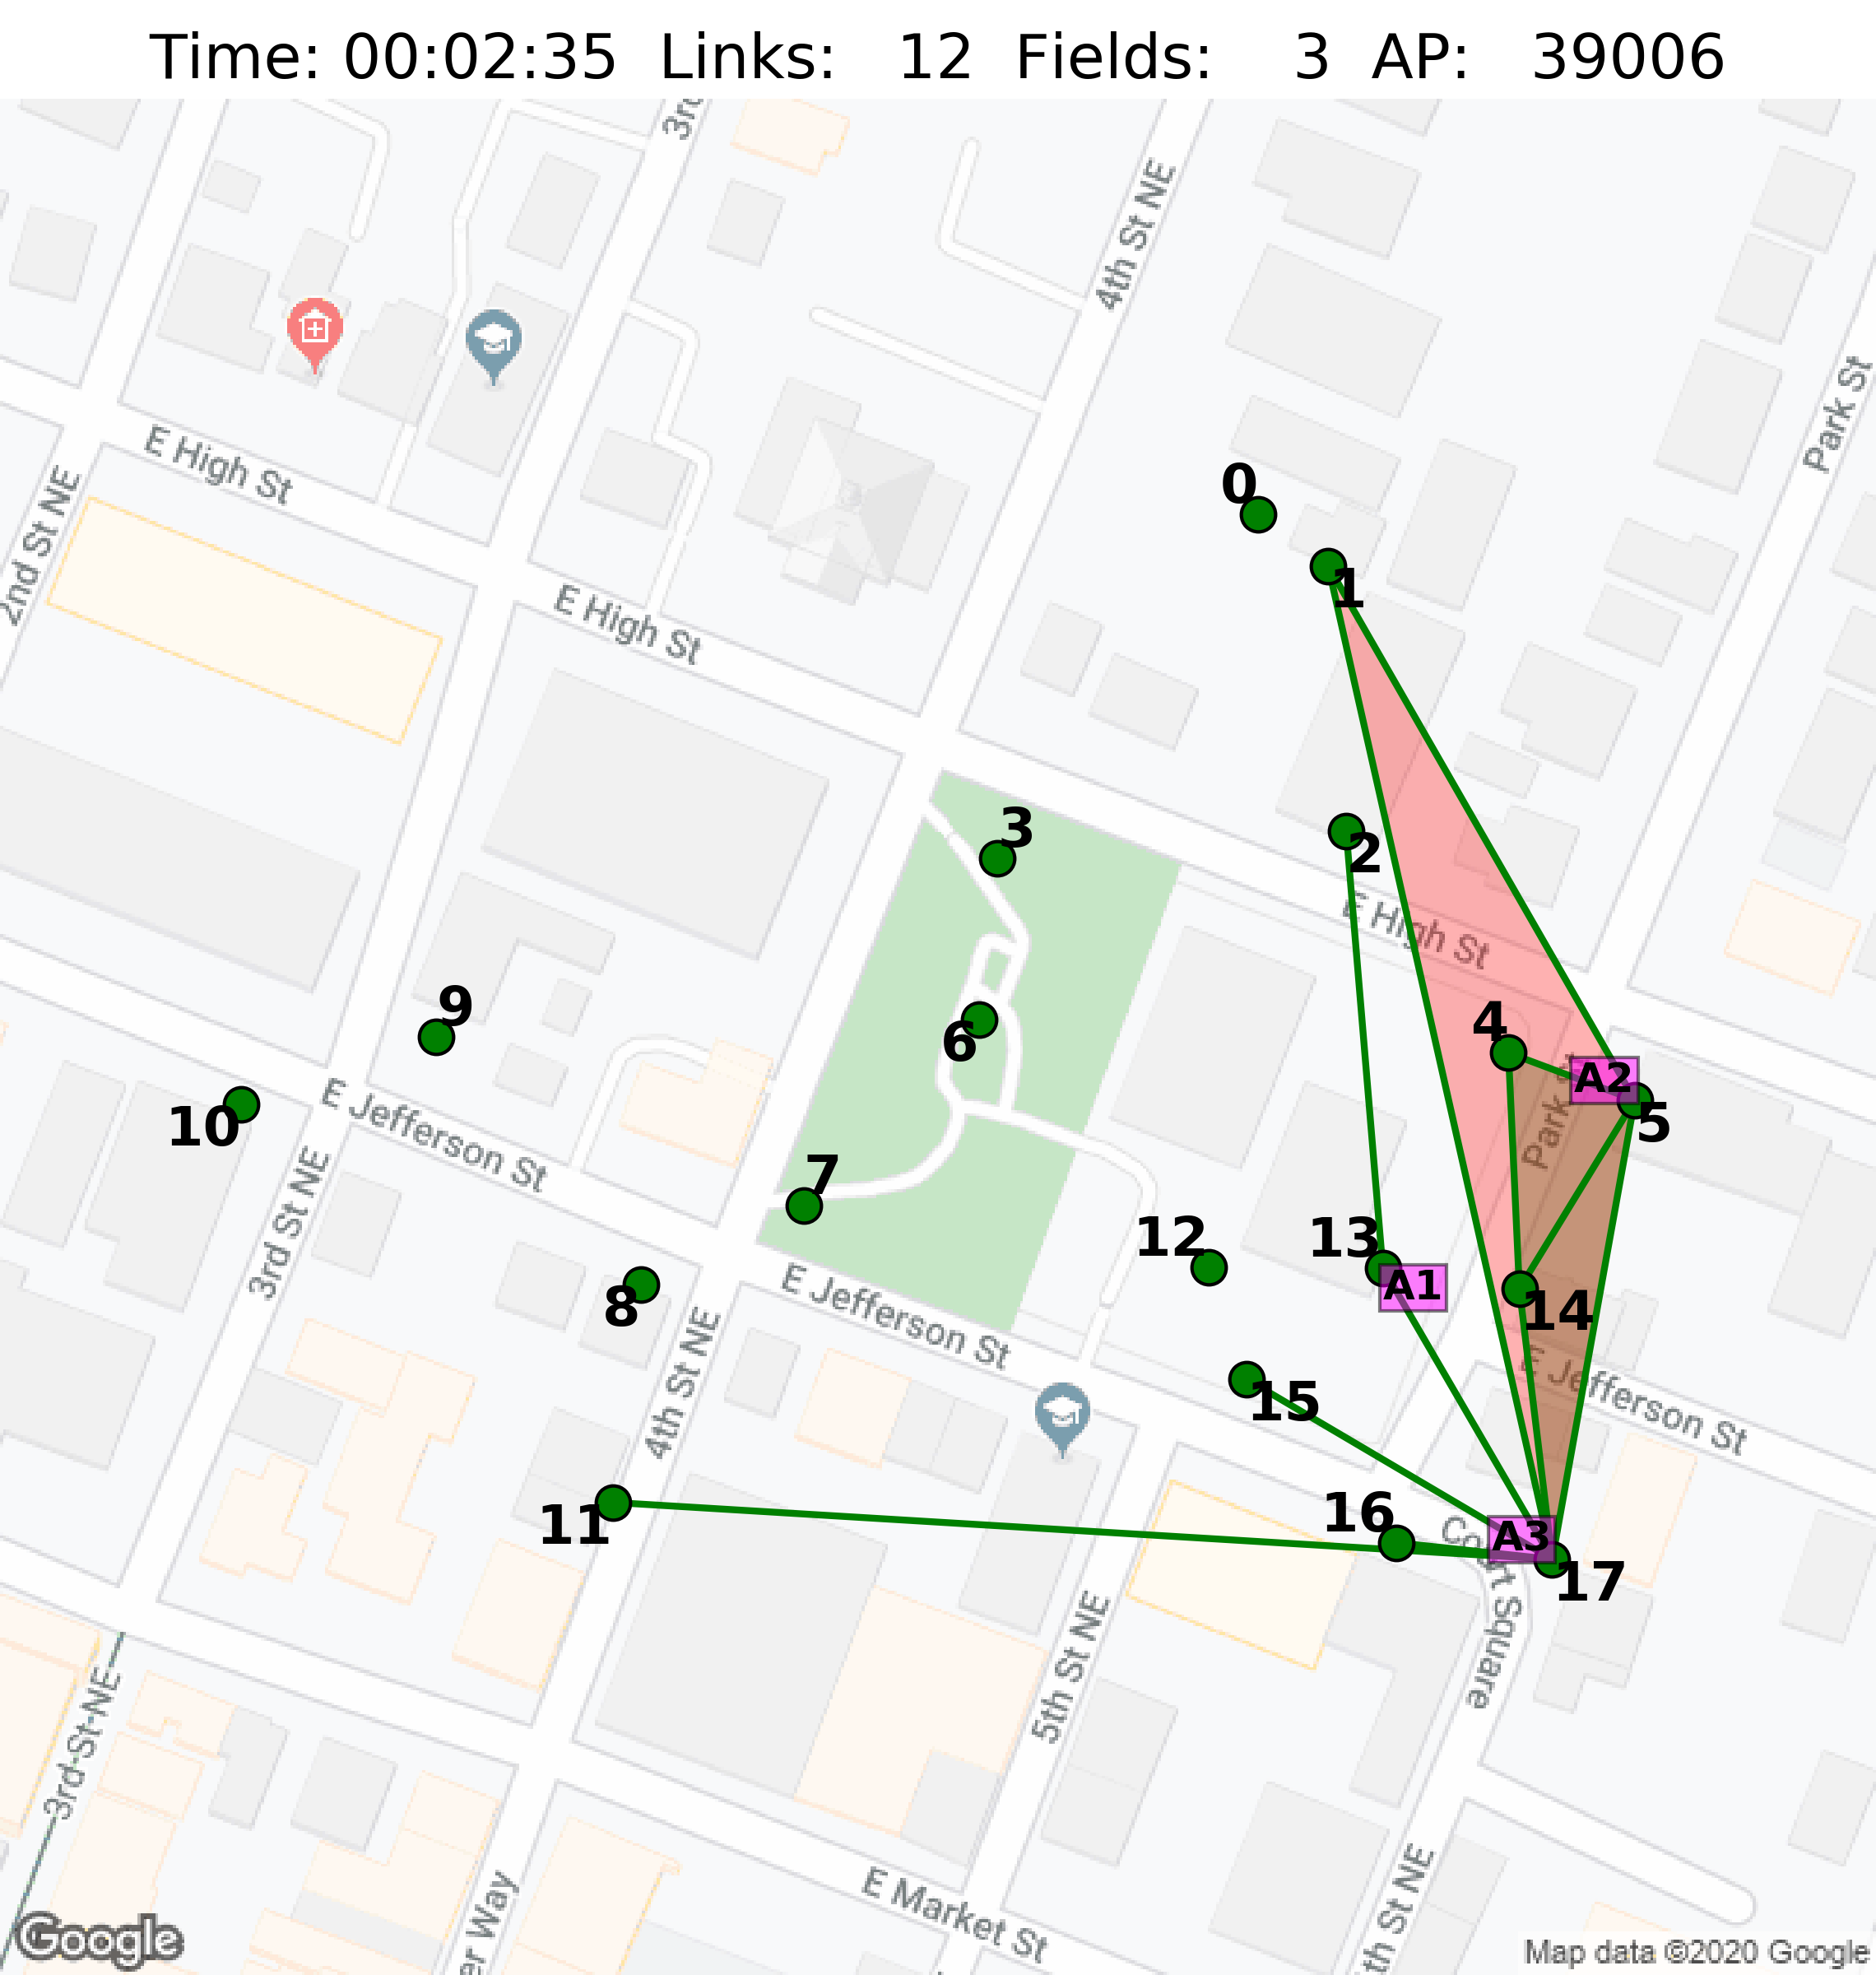 Time: 00:02:35 Links: 12 Fields: 3 AP: 39006
3rd
4th St NE
Park St
E High St
2nd St NE
0
1
E High St
3
2
E High St
9
4
6
A2
10
E Jefferson St
5
Park St
7
12
13
3rd St NE
A1
8
E Jefferson St
14
E Jefferson St
4th St NE
15
11
16
A3
17
Court Square
5th St NE
3rd St NE
E Market St
er Way
th St NE
Google
Map data ©2020 Google